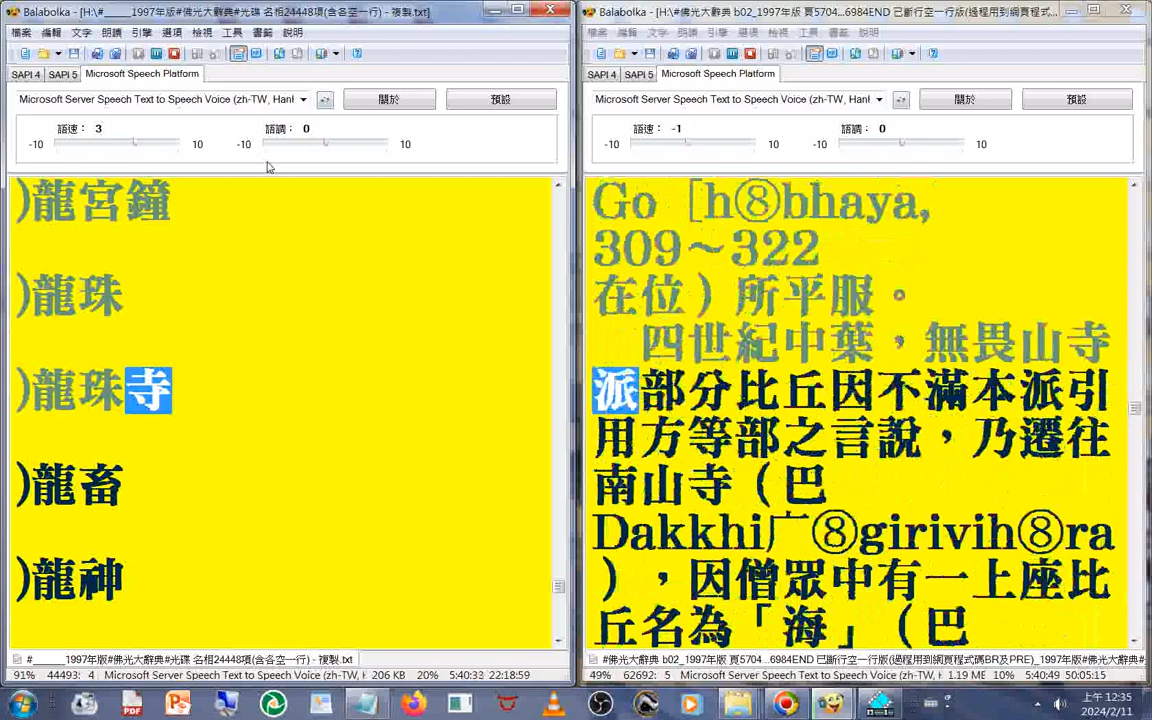 Balabolka - [H:\#_____1997年版#佛光大辭典#光碟 名相24448項(含各空一行) - 複製.txt]
檔案 編輯 文字 朗讀 引擎 選項 檢視 工具 書籤 說明
SAPI 4 SAPI 5 Microsoft Speech Platform
Microsoft Server Speech Text to Speech Voice (zh-TW, Hanl
關於 預設
語速： 3 語調： 0
-10 10 -10 10
)龍宮鐘
)龍珠
)龍珠寺
)龍畜
)龍神
#_____1997年版#佛光大辭典#光碟 名相24448項(含各空一行) - 複製.txt
91% 44493: 4 Microsoft Server Speech Text to Speech Voice (zh-TW, Ha 206 KB 20% 5:40:33 22:18:59
Balabolka - [H:\#佛光大辭典 b02_1997年版 頁5704...6984END 已斷行空一行版(過程用到網頁程式...
檔案 編輯 文字 朗讀 引擎 選項 檢視 工具 書籤 說明
SAPI 4 SAPI 5 Microsoft Speech Platform
Microsoft Server Speech Text to Speech Voice (zh-TW, Hanl
關於 預設
語速： -1 語調： 0
-10 10 -10 10
Go [h⑧bhaya,
309～322
在位）所平服。
四世紀中葉，無畏山寺
派部分比丘因不滿本派引
用方等部之言說，乃遷往
南山寺（巴
Dakkhi广⑧girivih⑧ra
），因僧眾中有一上座比
丘名為「海」（巴
#佛光大辭典 b02_1997年版 頁5704...6984END 已斷行空一行版(過程用到網頁程式碼BR及PRE)_1997年版#
49% 62692: 5 Microsoft Server Speech Text to Speech Voice (zh-TW, Ha 1.19 ME 10% 5:40:49 50:05:15
上午 12:35
2024/2/11